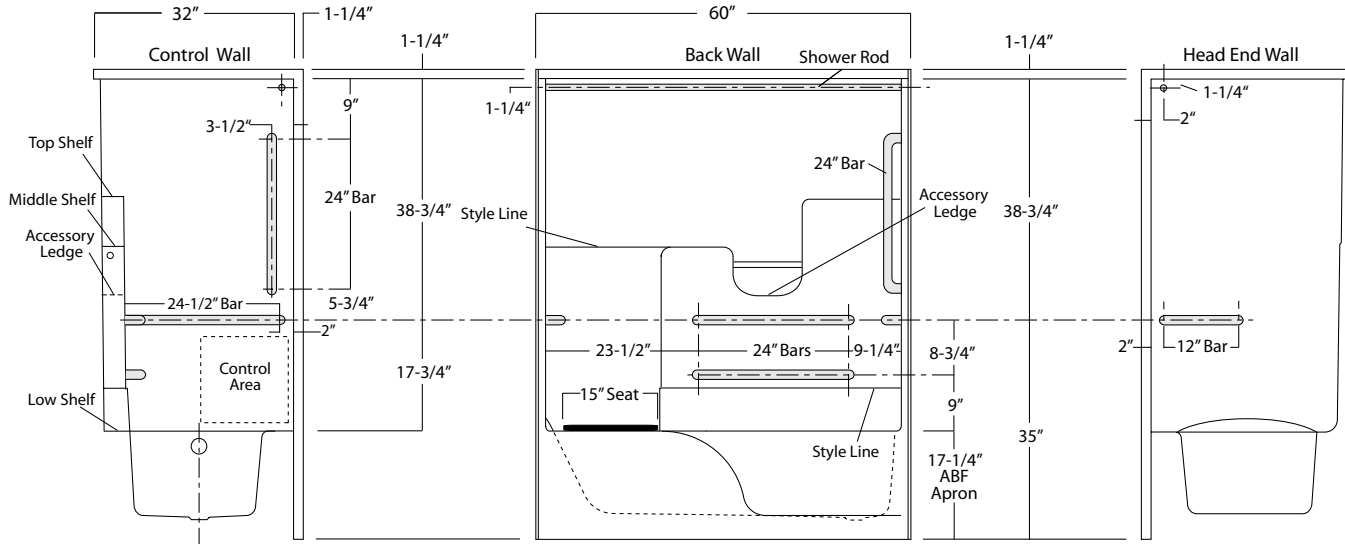 32”
1-1/4”
60”
1-1/4”
1-1/4”
Control Wall
Back Wall
Shower Rod
Head End Wall
1-1/4“
1-1/4“
9”
2“
3-1/2”
Top Shelf
24” Bar
24” Bar
Middle Shelf
38-3/4”
Style Line
Accessory
Ledge
38-3/4”
Accessory
Ledge
24-1/2” Bar
5-3/4”
2”
23-1/2”
24” Bars
9-1/4”
8-3/4”
2”
12” Bar
Control
Area
17-3/4”
15” Seat
Low Shelf
9”
35”
Style Line
17-1/4”
ABF
Apron